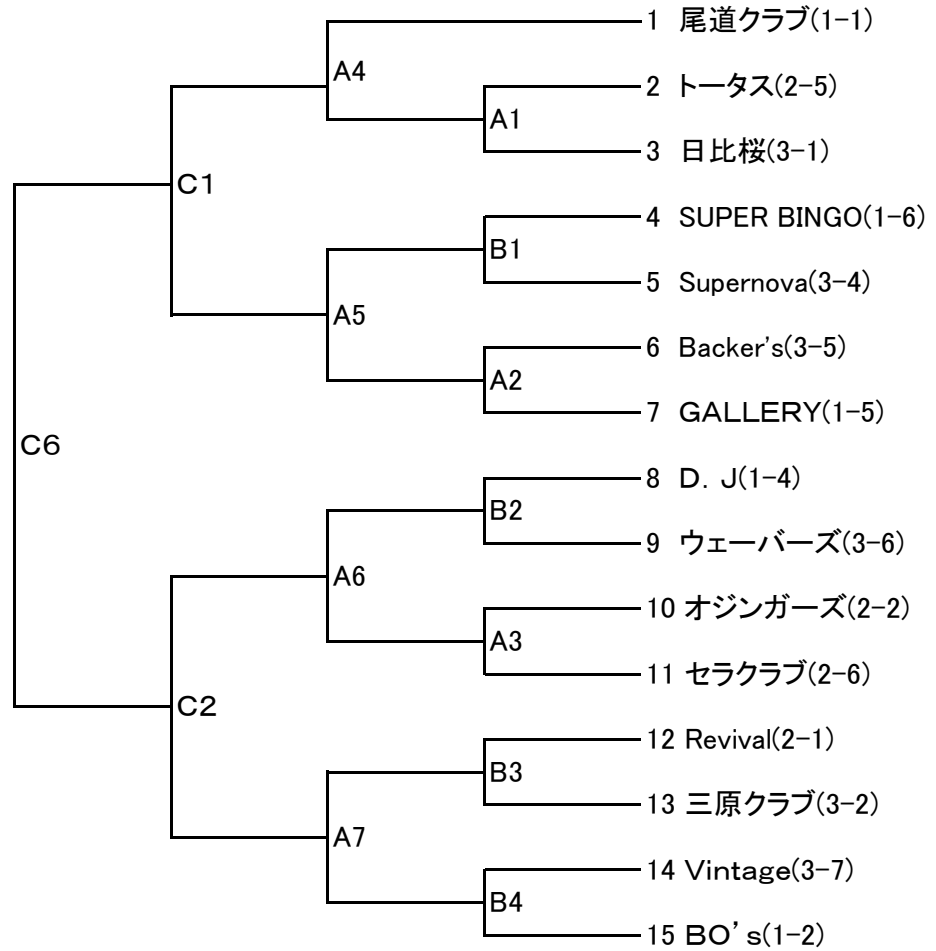 1 尾道クラブ(1-1)
A4
2 トータス(2-5)
A1
3 日比桜(3-1)
C1
4 SUPER BINGO(1-6)
B1
5 Supernova(3-4)
A5
6 Backer's(3-5)
A2
7 GALLERY(1-5)
C6
8 D．J(1-4)
B2
9 ウェーバーズ(3-6)
A6
10 オジンガーズ(2-2)
A3
11 セラクラブ(2-6)
C2
12 Revival(2-1)
B3
13 三原クラブ(3-2)
A7
14 Vintage(3-7)
B4
15 BO’s(1-2)